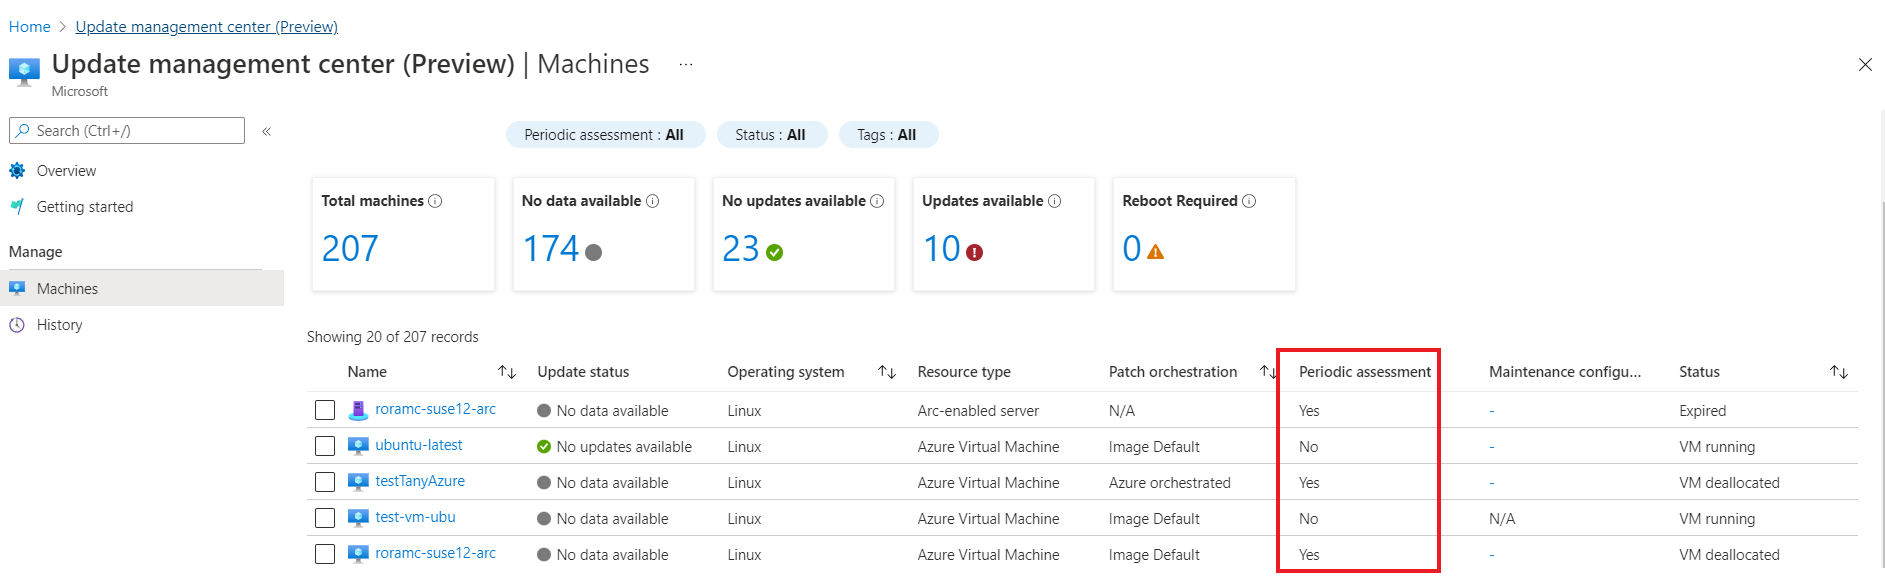 Home > Update management center (Preview)
Update management center (Preview) | Machines ...
Microsoft
Search (Ctrl+/) «
Periodic assessment : All Status : All Tags : All
Overview
Getting started
Manage
Machines
History
Total machines No data available No updates available Updates available Reboot Required
207 174 23 10 0
Showing 20 of 207 records
Name Update status Operating system Resource type Patch orchestration Periodic assessment Maintenance configu... Status
roramc-suse12-arc No data available Linux Arc-enabled server N/A Yes - Expired
ubuntu-latest No updates available Linux Azure Virtual Machine Image Default No - VM running
testTanyAzure No data available Linux Azure Virtual Machine Azure orchestrated Yes - VM deallocated
test-vm-ubu No data available Linux Azure Virtual Machine Image Default No N/A VM running
roramc-suse12-arc No data available Linux Azure Virtual Machine Image Default Yes - VM deallocated